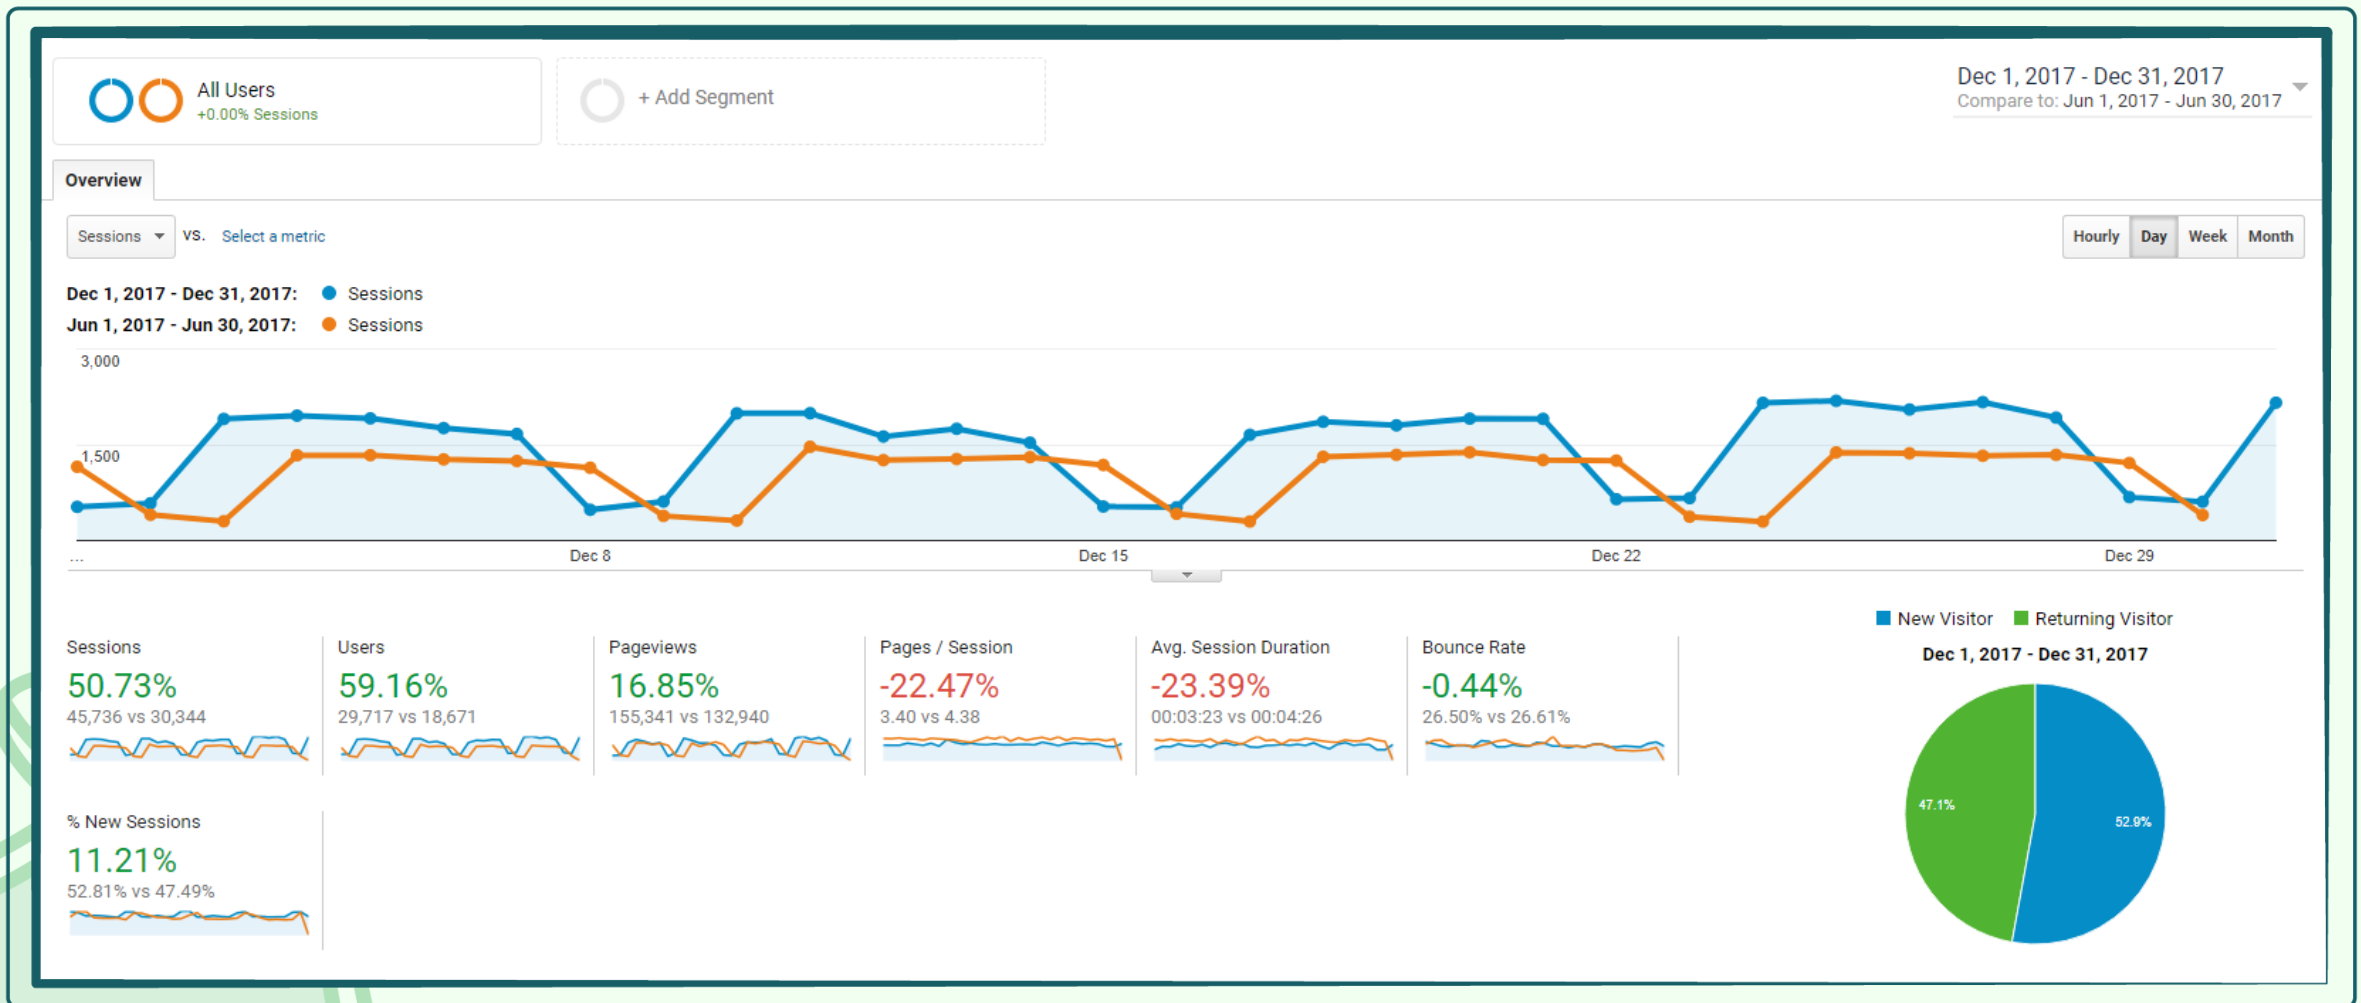 All Users
+0.00% Sessions
+ Add Segment
Dec 1, 2017 - Dec 31, 2017
Compare to: Jun 1, 2017 - Jun 30, 2017
Overview
Sessions VS. Select a metric
Hourly Day Week Month
Dec 1, 2017 - Dec 31, 2017: Sessions
Jun 1, 2017 - Jun 30, 2017: Sessions
3,000
1,500
... Dec 8 Dec 15 Dec 22 Dec 29
Sessions
50.73%
45,736 vs 30,344
Users
59.16%
29,717 vs 18,671
Pageviews
16.85%
155,341 vs 132,940
Pages / Session
-22.47%
3.40 vs 4.38
Avg. Session Duration
-23.39%
00:03:23 vs 00:04:26
Bounce Rate
-0.44%
26.50% vs 26.61%
% New Sessions
11.21%
52.81% vs 47.49%
New Visitor Returning Visitor
Dec 1, 2017 - Dec 31, 2017
47.1%
52.9%